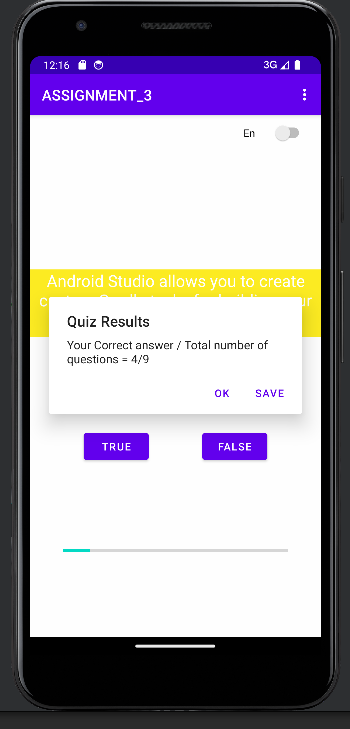 12:16
3G
ASSIGNMENT_3
En
Android Studio allows you to create
Quiz Results
Your Correct answer / Total number of
questions = 4/9
OK SAVE
TRUE FALSE